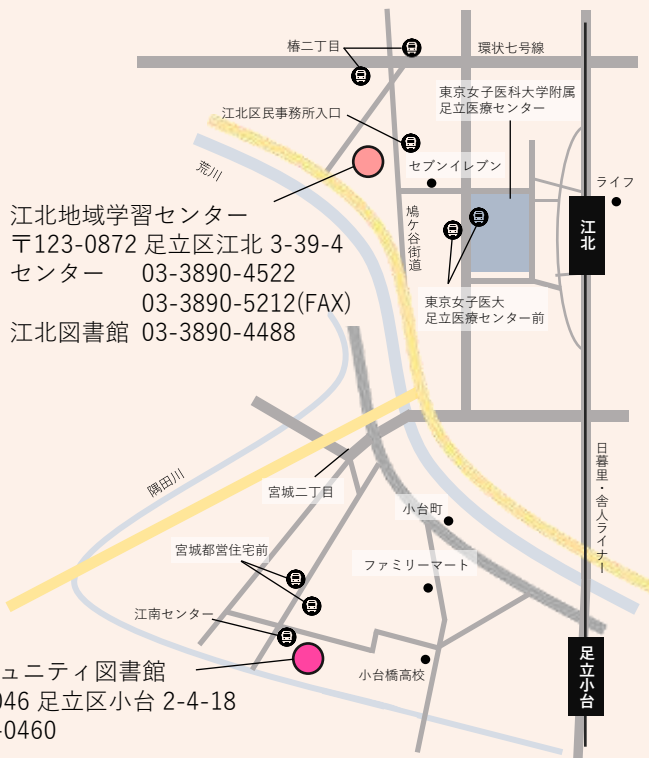 椿二丁目
環状七号線
東京女子医科大学附属
足立医療センター
江北区民事務所入口
荒川
セブンイレブン
ライフ
江北
鳩ケ谷街道
江北地域学習センター
〒123-0872 足立区江北 3-39-4
センター 03-3890-4522
03-3890-5212(FAX)
江北図書館 03-3890-4488
東京女子医大
足立医療センター前
日暮里・舎人ライナー
隅田川
宮城二丁目
小台町
宮城都営住宅前
ファミリーマート
江南センター
小台橋高校
足立小台
ュニティ図書館
046 足立区小台 2-4-18
-0460